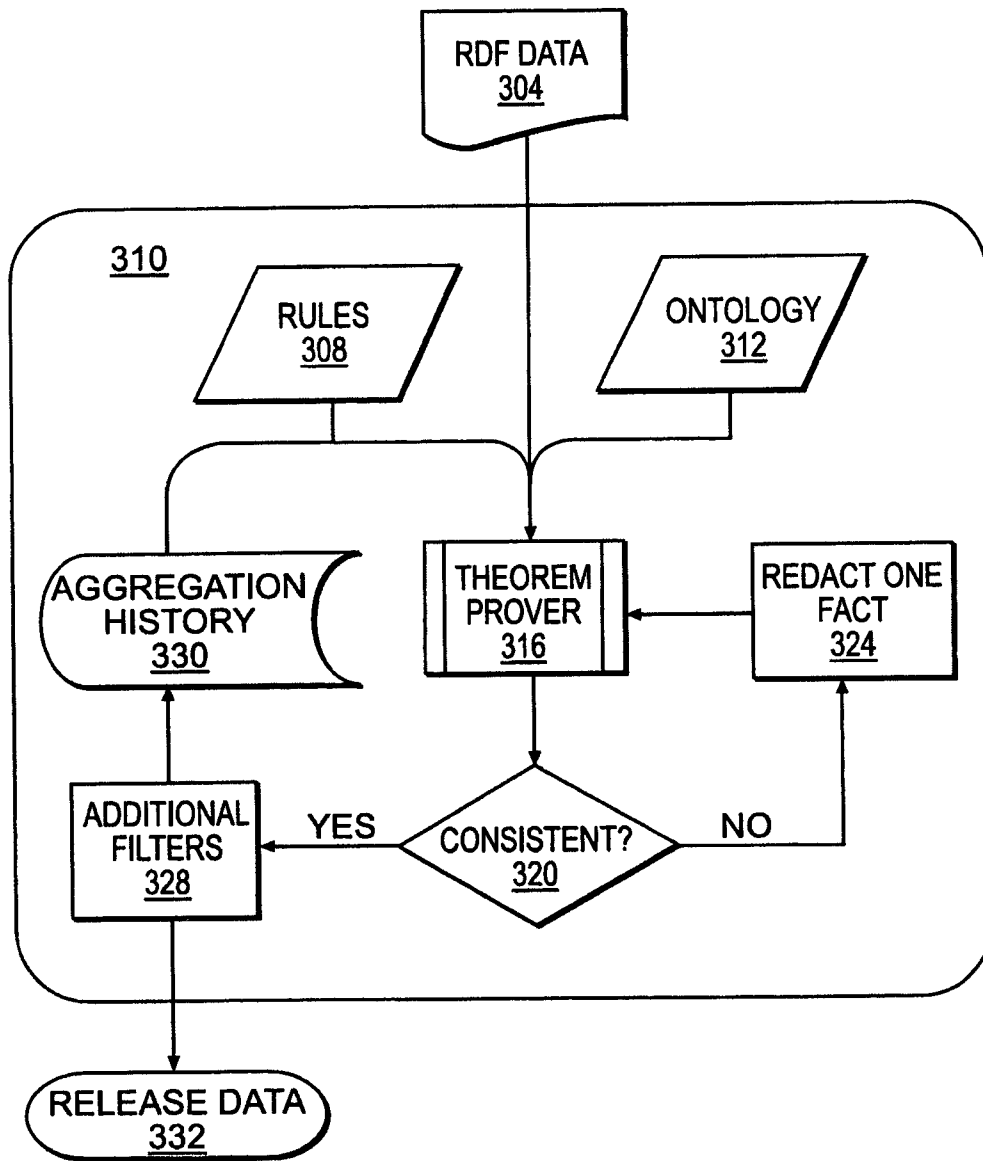 RDF DATA
304
310
RULES
308
ONTOLOGY
312
AGGREGATION
HISTORY
330
THEOREM
PROVER
316
REDACT ONE
FACT
324
ADDITIONAL
FILTERS
328
YES
CONSISTENT?
320
NO
RELEASE DATA
332